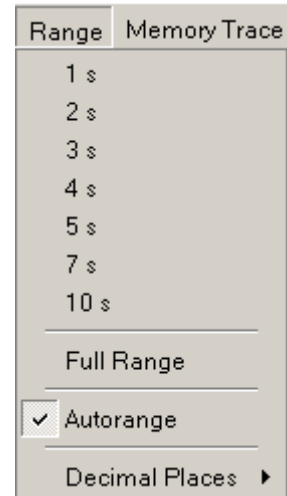 Range Memory Trace
1 s
2 s
3 s
4 s
5 s
7 s
10 s
Full Range
Autorange
Decimal Places